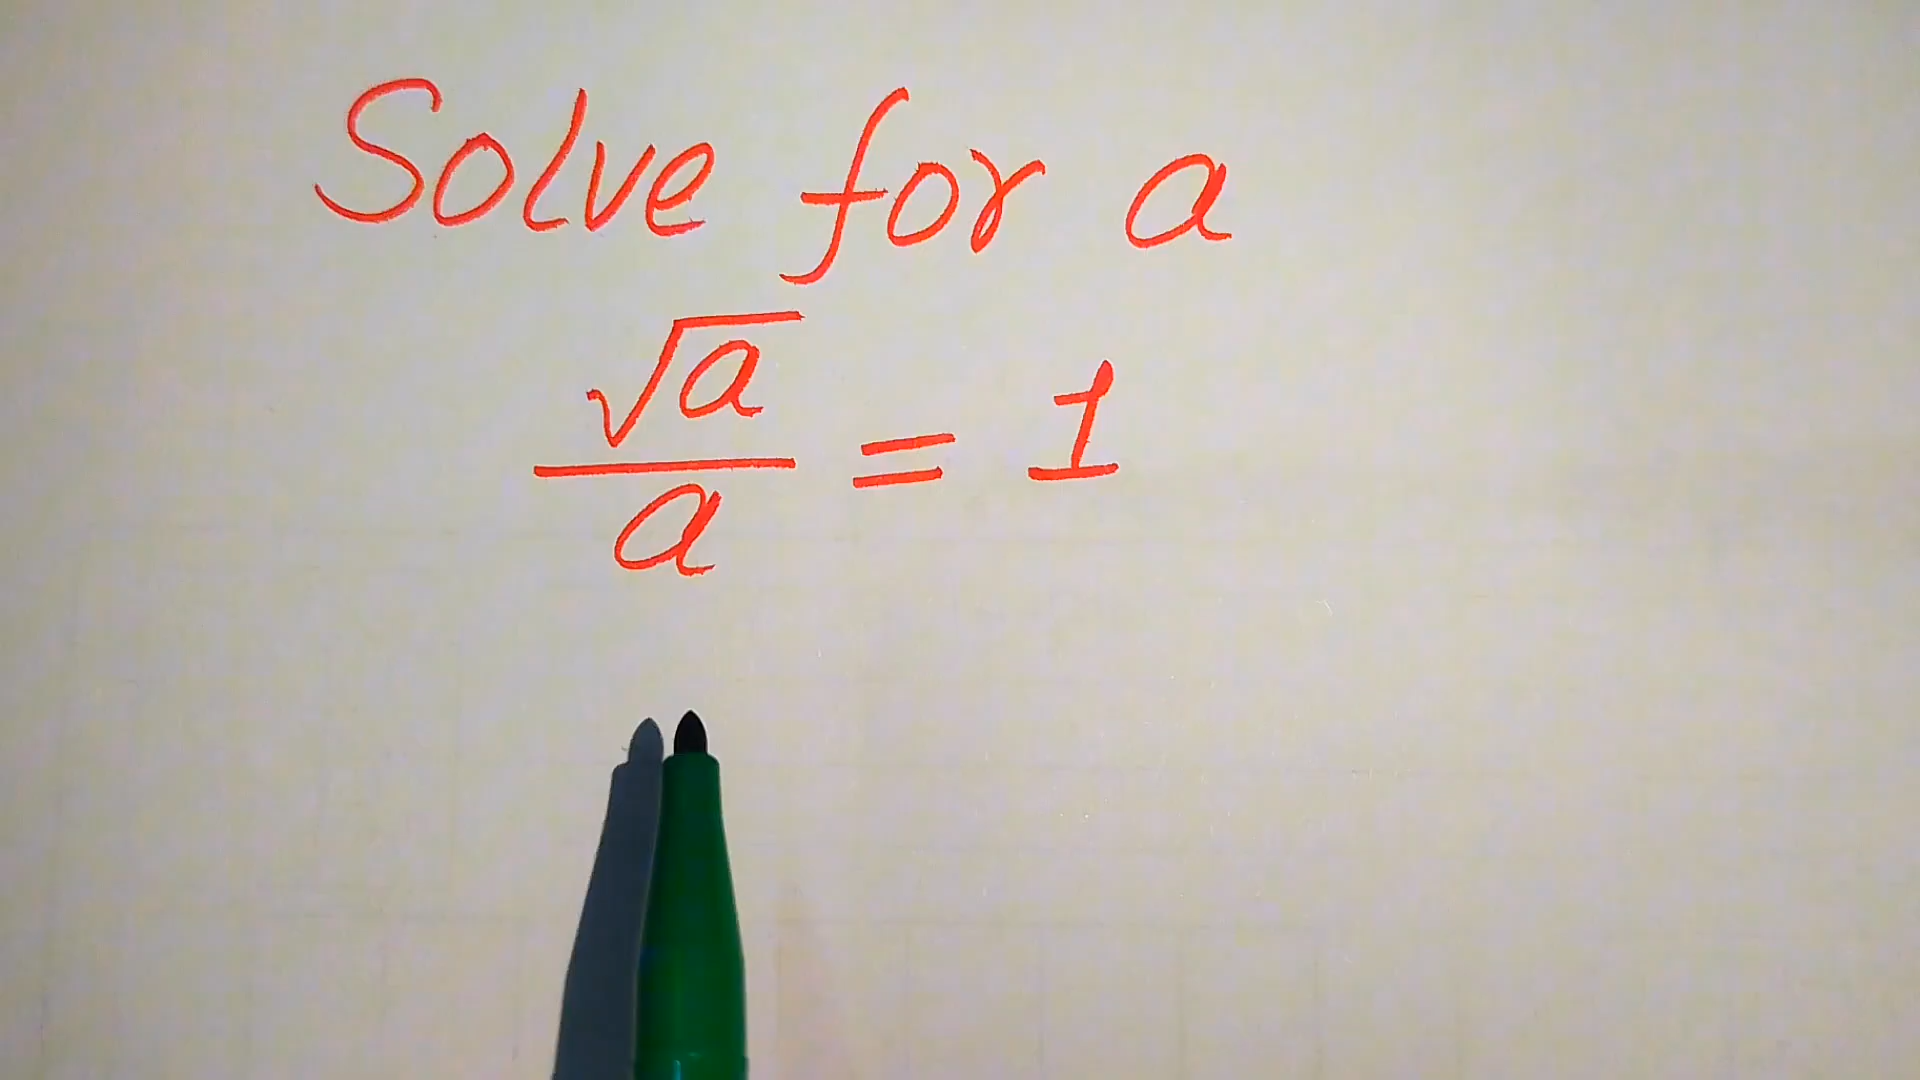 Solve for a
√a/a = 1